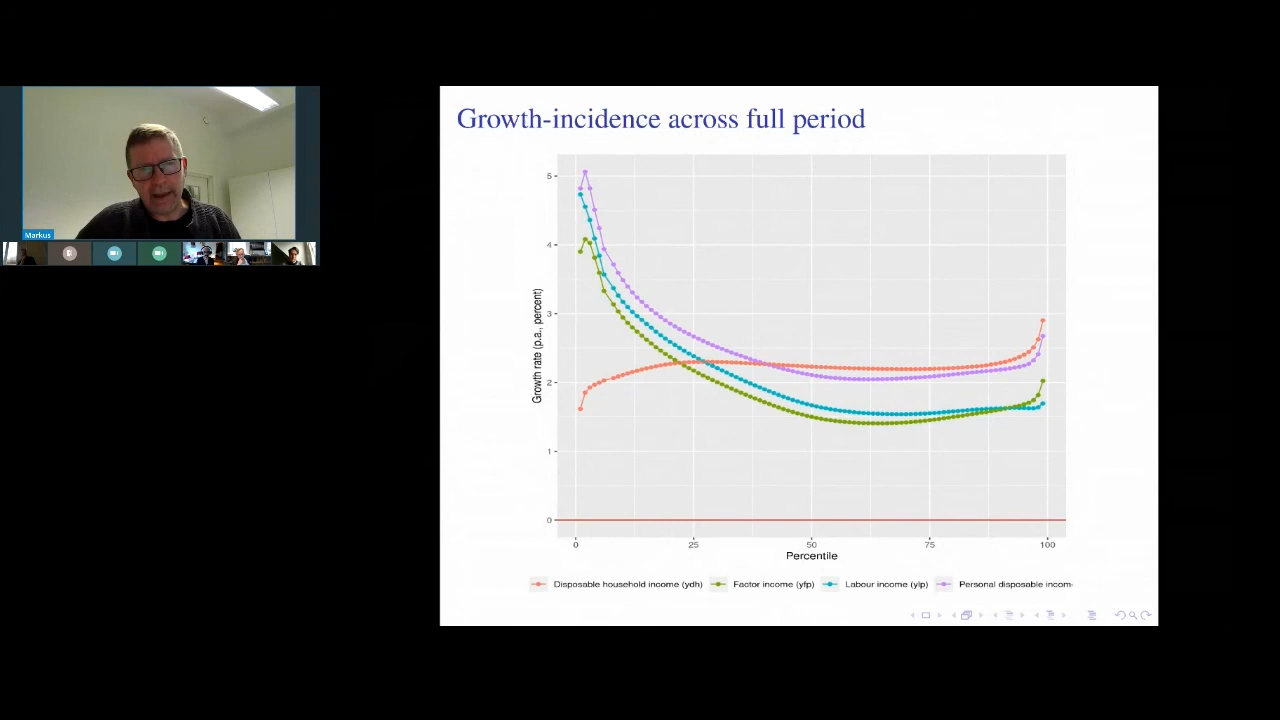 Markus
Growth-incidence across full period
Growth rate (p.a., percent)
5
4
3
2
1
0
0 25 50 75 100
Percentile
Disposable household income (ydh) Factor income (yfp) Labour income (ylp) Personal disposable incom